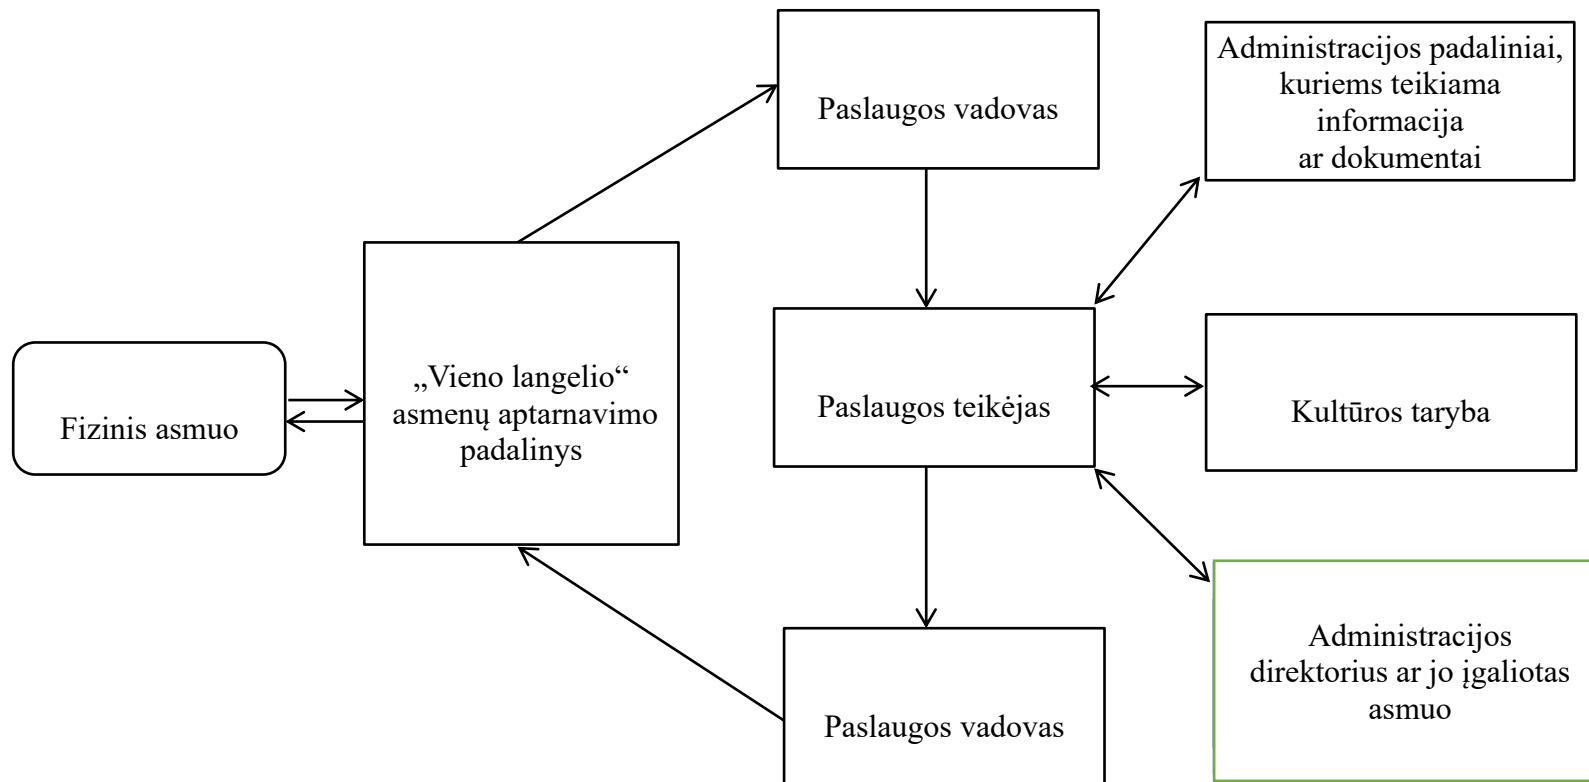 Paslaugos vadovas
Administracijos padaliniai,
kuriems teikiama
informacija
ar dokumentai
Fizinis asmuo
„Vieno langelio“
asmenų aptarnavimo
padalinys
Paslaugos teikėjas
Kultūros taryba
Paslaugos vadovas
Administracijos
direktorius ar jo įgaliotas
asmuo